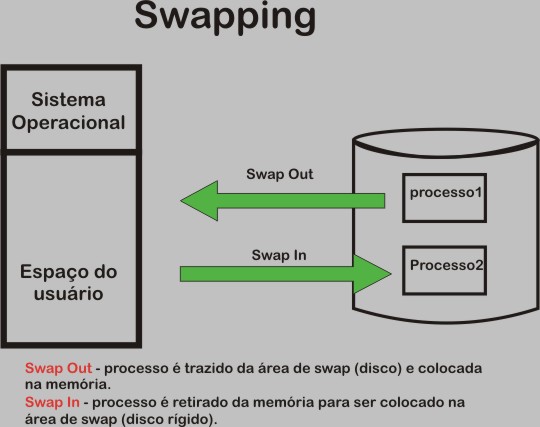 Swapping
Sistema
Operacional
Swap Out
processo1
Swap In
Processo2
Espaço do
usuário
Swap Out - processo é trazido da área de swap (disco) e colocada
na memória.
Swap In - processo é retirado da memória para ser colocado na
área de swap (disco rígido).